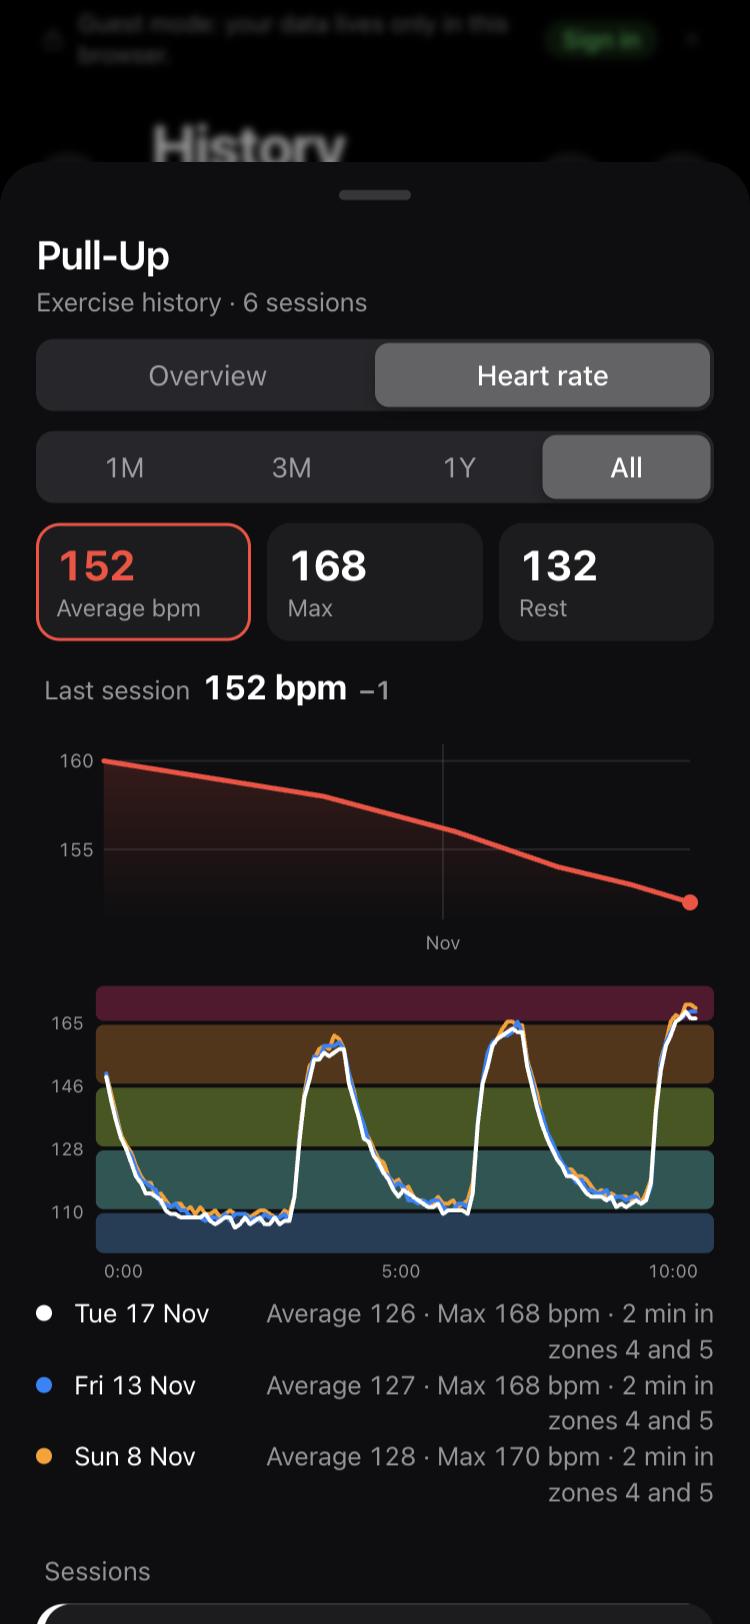 Guest mode: your data lives only in this
browser.
Sign in
History
Pull-Up
Exercise history · 6 sessions
Overview
Heart rate
1M
3M
1Y
All
152
Average bpm
168
Max
132
Rest
Last session 152 bpm −1
160
155
Nov
165
146
128
110
0:00
5:00
10:00
Tue 17 Nov
Average 126 · Max 168 bpm · 2 min in
zones 4 and 5
Fri 13 Nov
Average 127 · Max 168 bpm · 2 min in
zones 4 and 5
Sun 8 Nov
Average 128 · Max 170 bpm · 2 min in
zones 4 and 5
Sessions